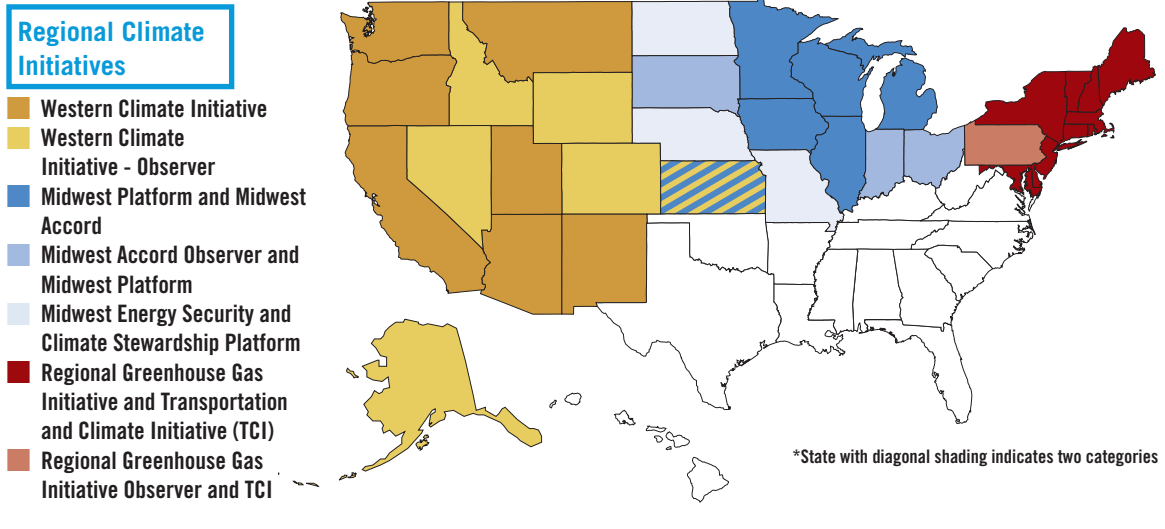 Regional Climate
Initiatives
Western Climate Initiative
Western Climate
Initiative - Observer
Midwest Platform and Midwest
Accord
Midwest Accord Observer and
Midwest Platform
Midwest Energy Security and
Climate Stewardship Platform
Regional Greenhouse Gas
Initiative and Transportation
and Climate Initiative (TCI)
Regional Greenhouse Gas
Initiative Observer and TCI
*State with diagonal shading indicates two categories